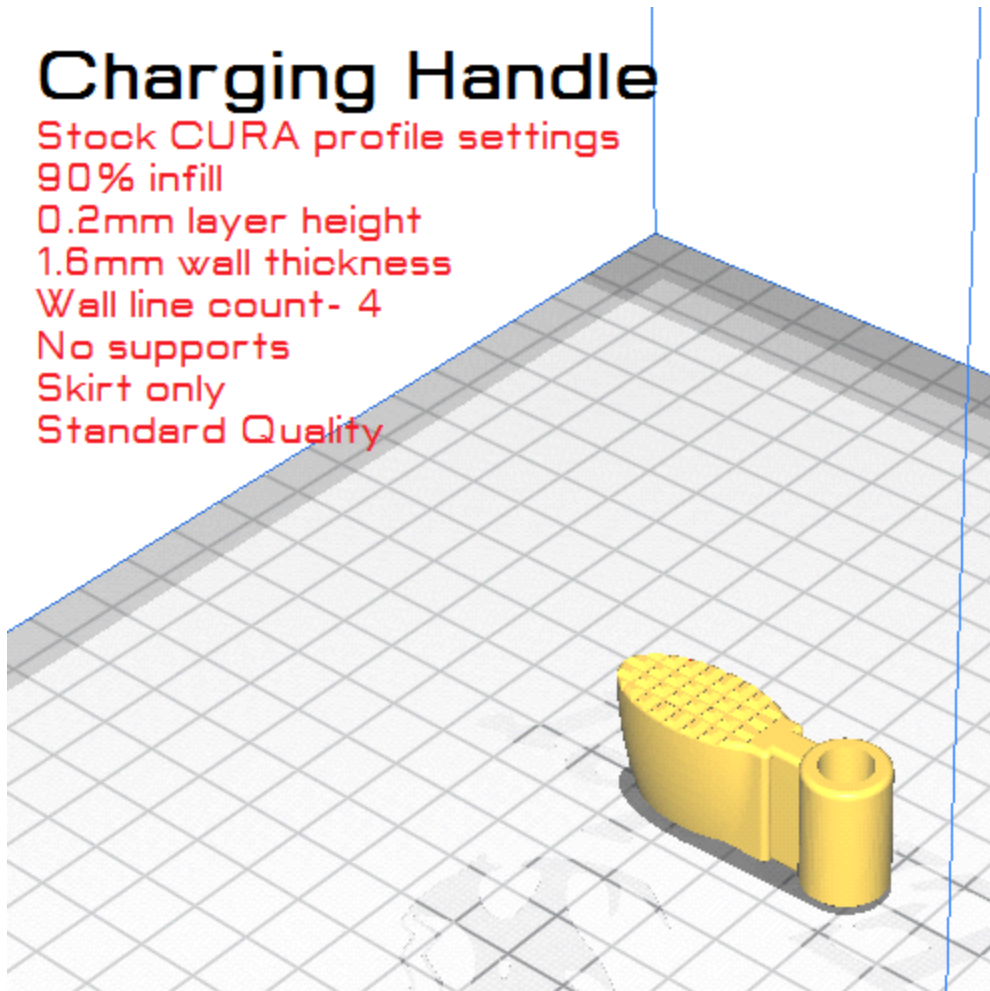 Charging Handle
Stock CURA profile settings
90% infill
0.2mm layer height
1.6mm wall thickness
Wall line count- 4
No supports
Skirt only
Standard Quality